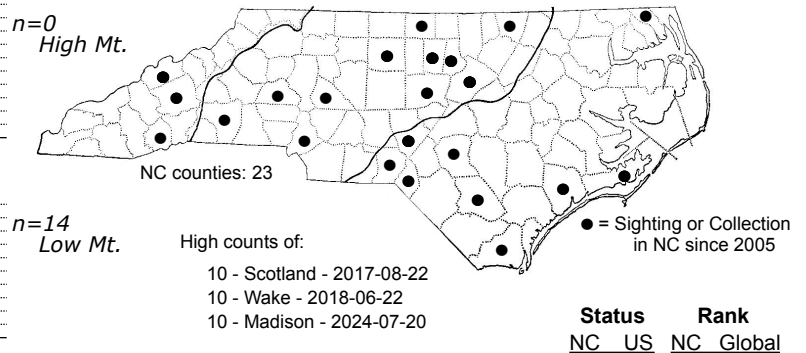 n=0
High Mt.
NC counties: 23
n=14
Low Mt.
● = Sighting or Collection
in NC since 2005
High counts of:
10 - Scotland - 2017-08-22
10 - Wake - 2018-06-22
10 - Madison - 2024-07-20
Status Rank
NC US NC Global